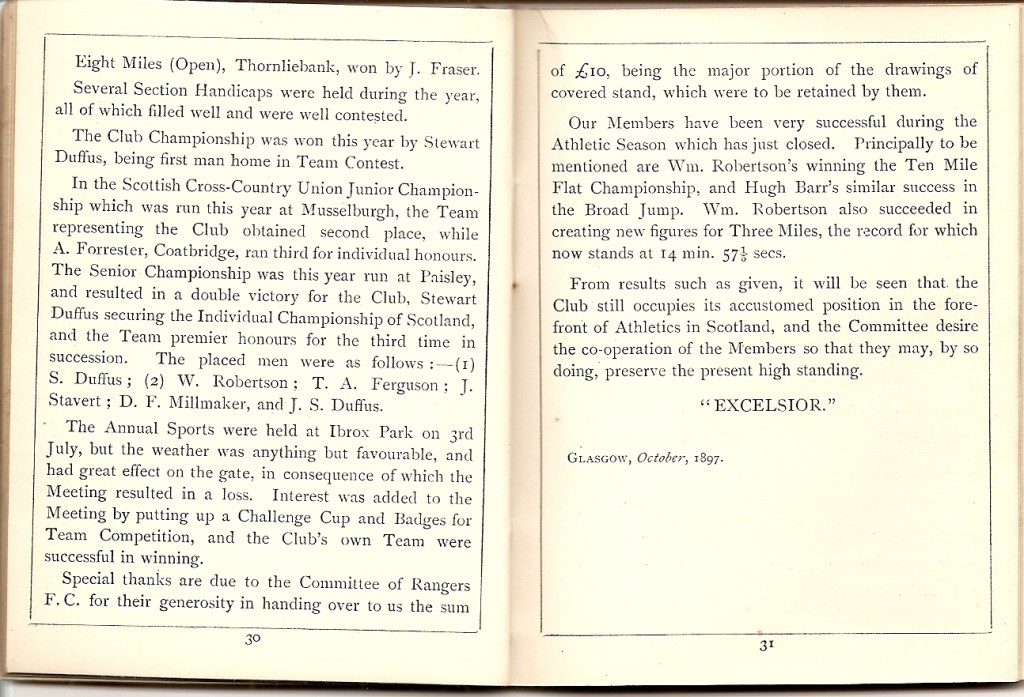 Eight Miles (Open), Thornliebank, won by J. Fraser.
Several Section Handicaps were held during the year,
all of which filled well and were well contested.
The Club Championship was won this year by Stewart
Duffus, being first man home in Team Contest.
In the Scottish Cross-Country Union Junior Champion-
ship which was run this year at Musselburgh, the Team
representing the Club obtained second place, while
A. Forrester, Coatbridge, ran third for individual honours.
The Senior Championship was this year run at Paisley,
and resulted in a double victory for the Club, Stewart
Duffus securing the Individual Championship of Scotland,
and the Team premier honours for the third time in
succession. The placed men were as follows :—(1)
S. Duffus ; (2) W. Robertson ; T. A. Ferguson ; J.
Stavert ; D. F. Millmaker, and J. S. Duffus.
The Annual Sports were held at Ibrox Park on 3rd
July, but the weather was anything but favourable, and
had great effect on the gate, in consequence of which the
Meeting resulted in a loss. Interest was added to the
Meeting by putting up a Challenge Cup and Badges for
Team Competition, and the Club's own Team were
successful in winning.
Special thanks are due to the Committee of Rangers
F.C. for their generosity in handing over to us the sum
30
of £10, being the major portion of the drawings of
covered stand, which were to be retained by them.
Our Members have been very successful during the
Athletic Season which has just closed. Principally to be
mentioned are Wm. Robertson's winning the Ten Mile
Flat Championship, and Hugh Barr's similar success in
the Broad Jump. Wm. Robertson also succeeded in
creating new figures for Three Miles, the record for which
now stands at 14 min. secs.
From results such as given, it will be seen that the
Club still occupies its accustomed position in the fore-
front of Athletics in Scotland, and the Committee desire
the co-operation of the Members so that they may, by so
doing, preserve the present high standing.
"EXCELSIOR."
GLASGOW, October, 1897.
31